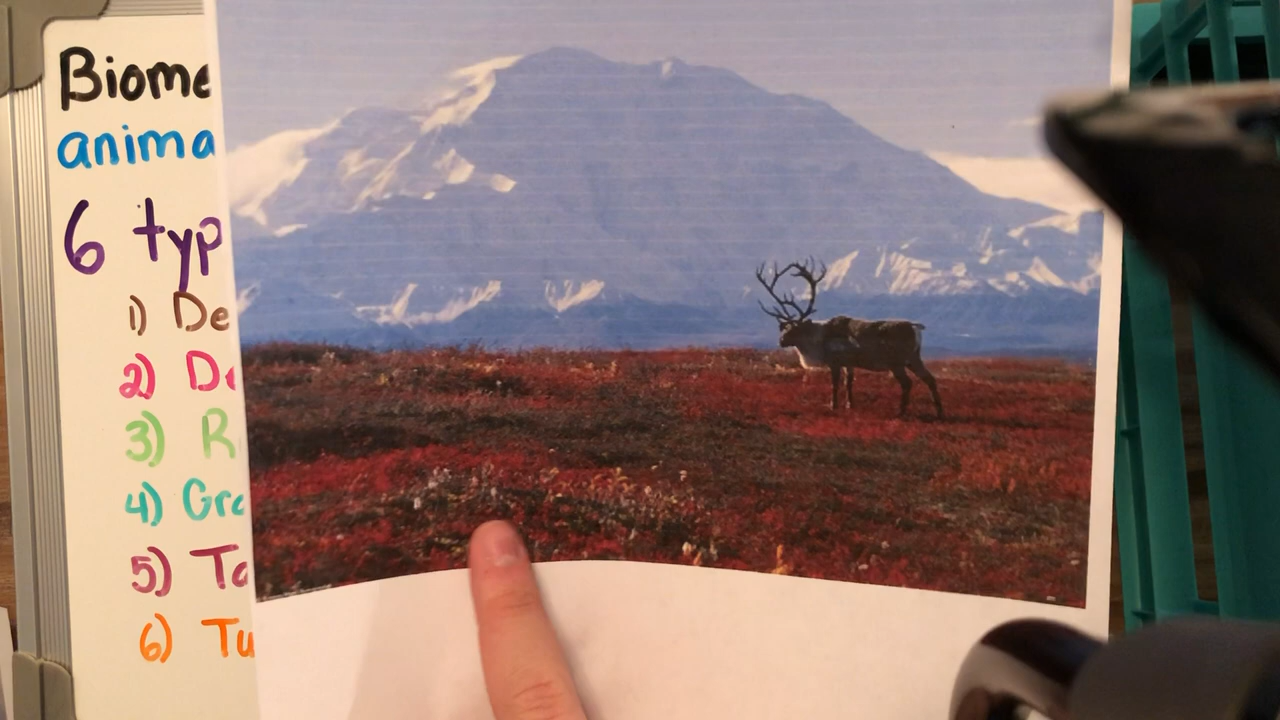 Biome
anima
6 typ
1) De
2) De
3) R
4) Gra
5) Ta
6) Tu